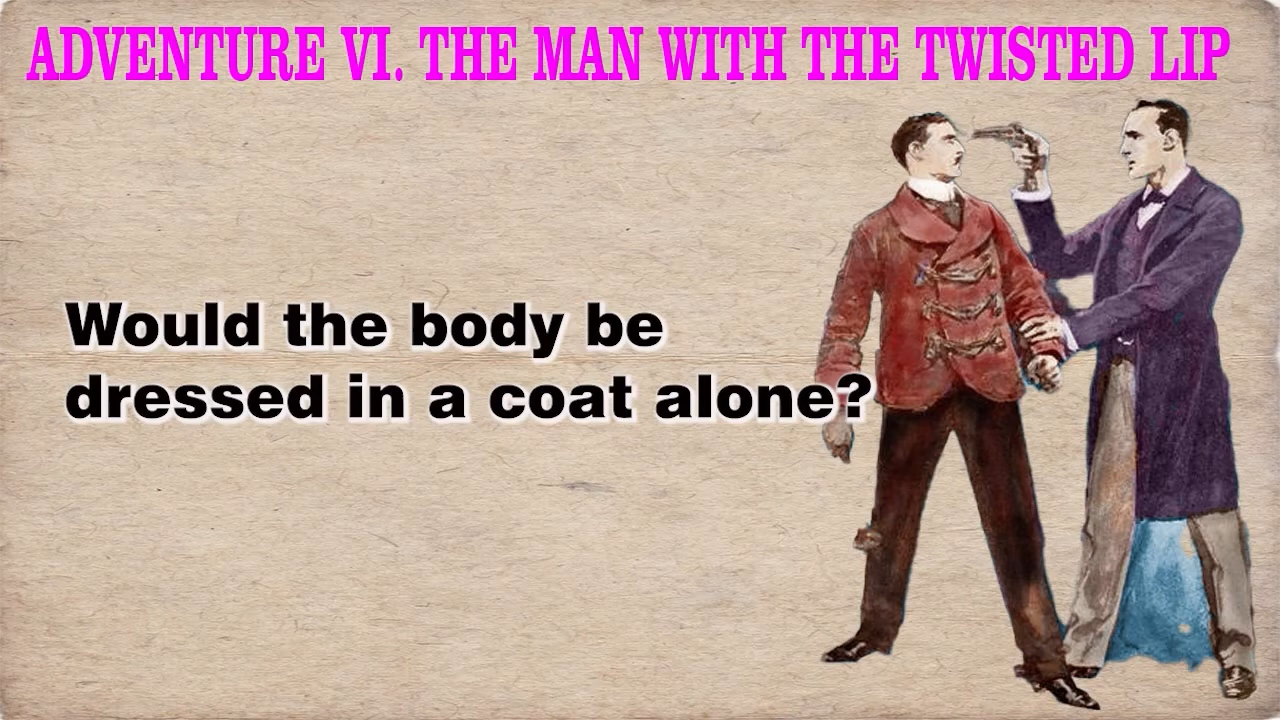 ADVENTURE VI. THE MAN WITH THE TWISTED LIP
Would the body be
dressed in a coat alone?